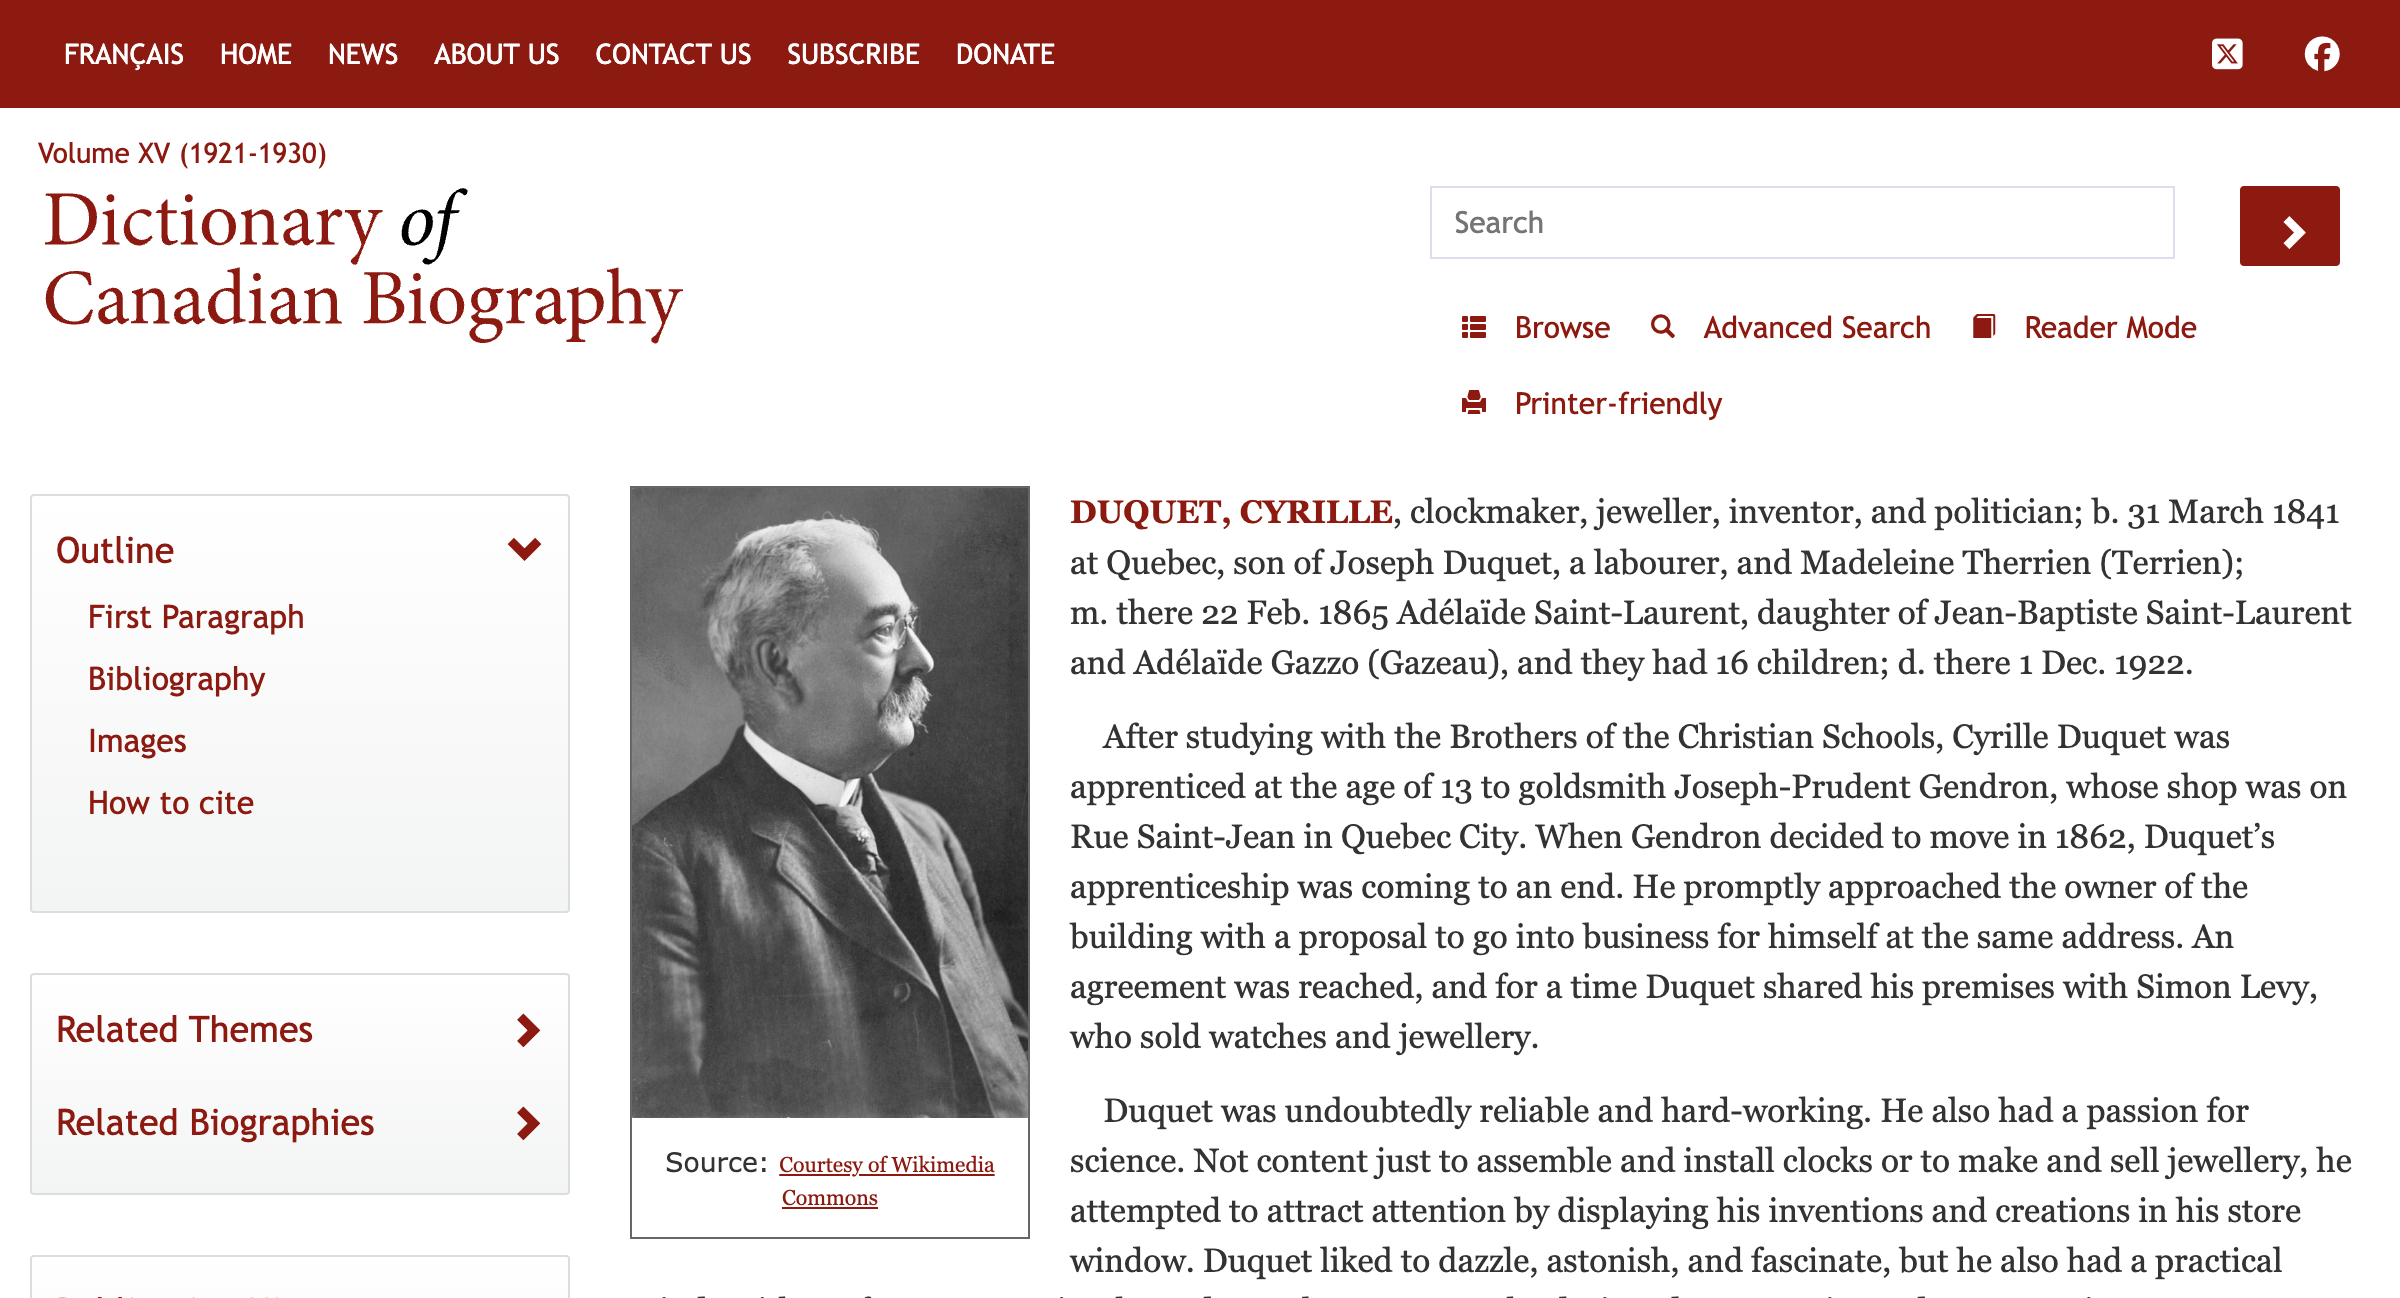 FRANÇAIS HOME NEWS ABOUT US CONTACT US SUBSCRIBE DONATE
Volume XV (1921-1930)
Dictionary of
Canadian Biography
Search
Browse Advanced Search Reader Mode
Printer-friendly
Outline
First Paragraph
Bibliography
Images
How to cite
Related Themes
Related Biographies
Source: Courtesy of Wikimedia
Commons
DUQUET, CYRILLE, clockmaker, jeweller, inventor, and politician; b. 31 March 1841
at Quebec, son of Joseph Duquet, a labourer, and Madeleine Therrien (Terrien);
m. there 22 Feb. 1865 Adélaïde Saint-Laurent, daughter of Jean-Baptiste Saint-Laurent
and Adélaïde Gazzo (Gazeau), and they had 16 children; d. there 1 Dec. 1922.
After studying with the Brothers of the Christian Schools, Cyrille Duquet was
apprenticed at the age of 13 to goldsmith Joseph-Prudent Gendron, whose shop was on
Rue Saint-Jean in Quebec City. When Gendron decided to move in 1862, Duquet’s
apprenticeship was coming to an end. He promptly approached the owner of the
building with a proposal to go into business for himself at the same address. An
agreement was reached, and for a time Duquet shared his premises with Simon Levy,
who sold watches and jewellery.
Duquet was undoubtedly reliable and hard-working. He also had a passion for
science. Not content just to assemble and install clocks or to make and sell jewellery, he
attempted to attract attention by displaying his inventions and creations in his store
window. Duquet liked to dazzle, astonish, and fascinate, but he also had a practical